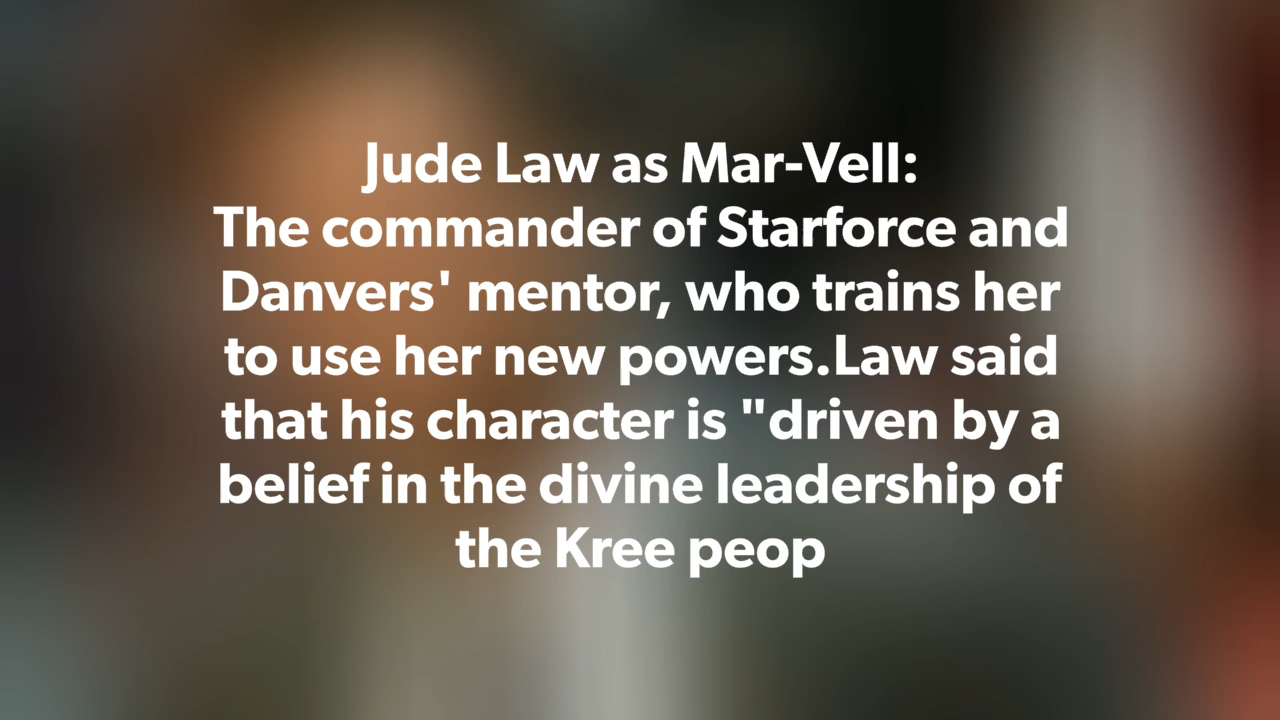 Jude Law as Mar-Vell:
The commander of Starforce and
Danvers' mentor, who trains her
to use her new powers.Law said
that his character is "driven by a
belief in the divine leadership of
the Kree peop